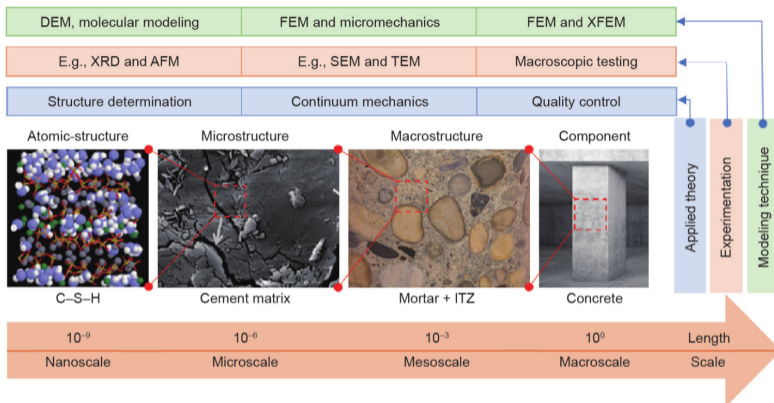 DEM, molecular modeling
FEM and micromechanics
FEM and XFEM
E.g., XRD and AFM
E.g., SEM and TEM
Macroscopic testing
Structure determination
Continuum mechanics
Quality control
Atomic-structure
Microstructure
Macrostructure
Component
Applied theory
Experimentation
Modeling technique
C–S–H
Cement matrix
Mortar + ITZ
Concrete
10⁻⁹
10⁻⁶
10⁻³
10⁰
Length
Nanoscale
Microscale
Mesoscale
Macroscale
Scale